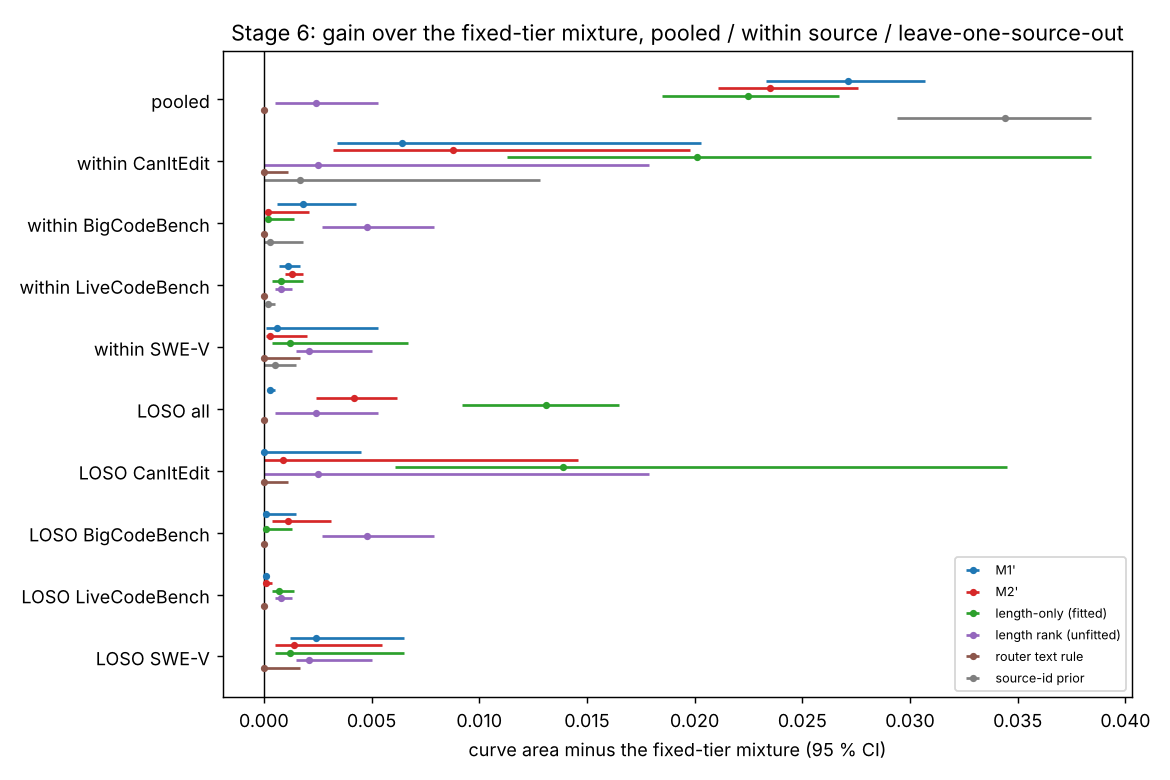 Stage 6: gain over the fixed-tier mixture, pooled / within source / leave-one-source-out
pooled
within CanItEdit
within BigCodeBench
within LiveCodeBench
within SWE-V
LOSO all
LOSO CanItEdit
LOSO BigCodeBench
LOSO LiveCodeBench
LOSO SWE-V
M1'
M2'
length-only (fitted)
length rank (unfitted)
router text rule
source-id prior
0.000 0.005 0.010 0.015 0.020 0.025 0.030 0.035 0.040
curve area minus the fixed-tier mixture (95 % CI)